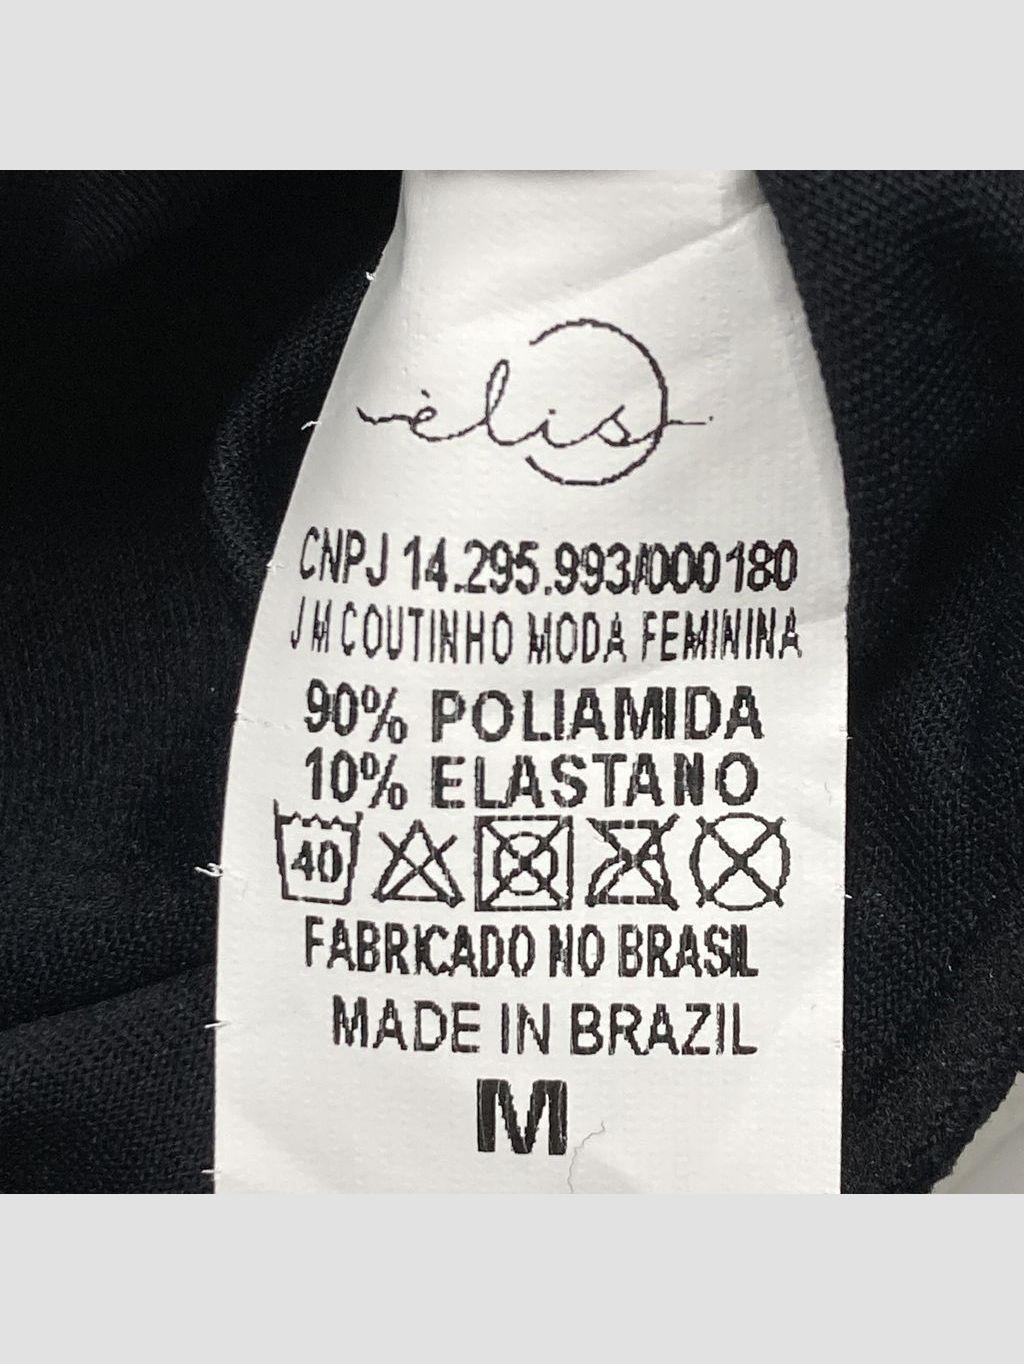 èlis
CNPJ 14.295.993/000180
J M COUTINHO MODA FEMININA
90% POLIAMIDA
10% ELASTANO
40
FABRICADO NO BRASIL
MADE IN BRAZIL
M